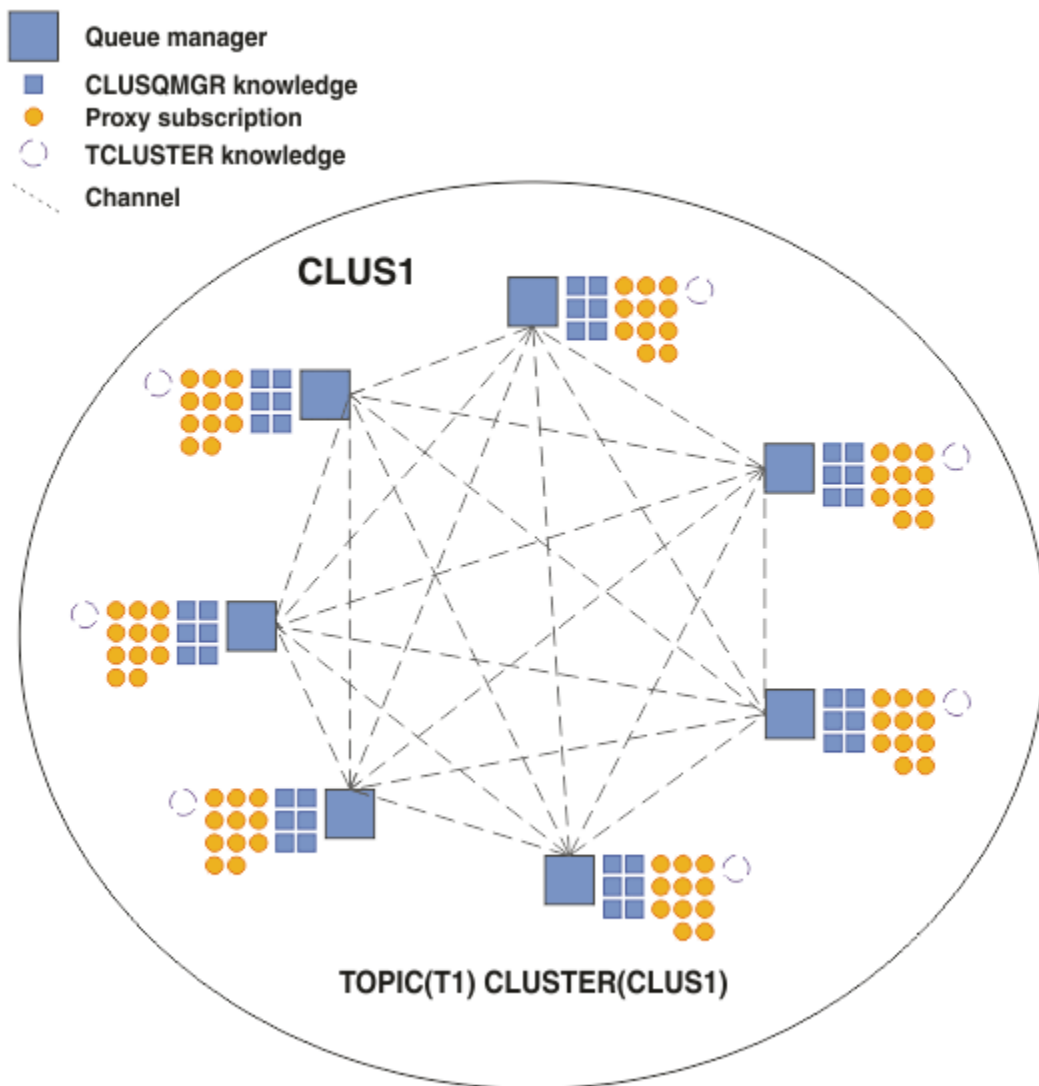 Queue manager
CLUSQMGR knowledge
Proxy subscription
TCLUSTER knowledge
Channel
CLUS1
TOPIC(T1) CLUSTER(CLUS1)